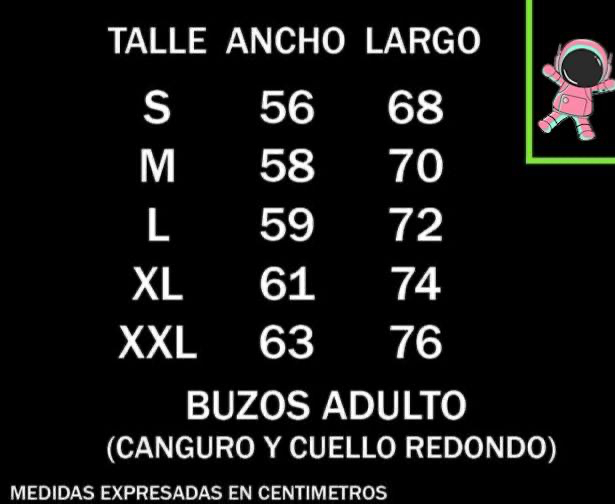 TALLE ANCHO LARGO
S 56 68
M 58 70
L 59 72
XL 61 74
XXL 63 76
BUZOS ADULTO
(CANGURO Y CUELLO REDONDO)
MEDIDAS EXPRESADAS EN CENTIMETROS